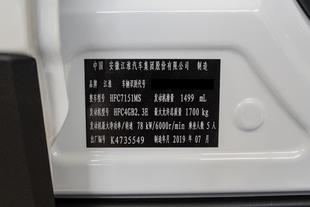 中国 安徽江淮汽车集团股份有限公司 制造
品牌 江淮 车辆识别代号
整车型号 HFC7151MS 发动机排量 1499 mL
发动机型号 HFC4GB2.3E 最大允许总质量 1700 kg
发动机最大净功率/转速 78 kW/6000r/min 乘坐人数 5人
出厂编号 K4735549 制造年月 2019 年 07 月